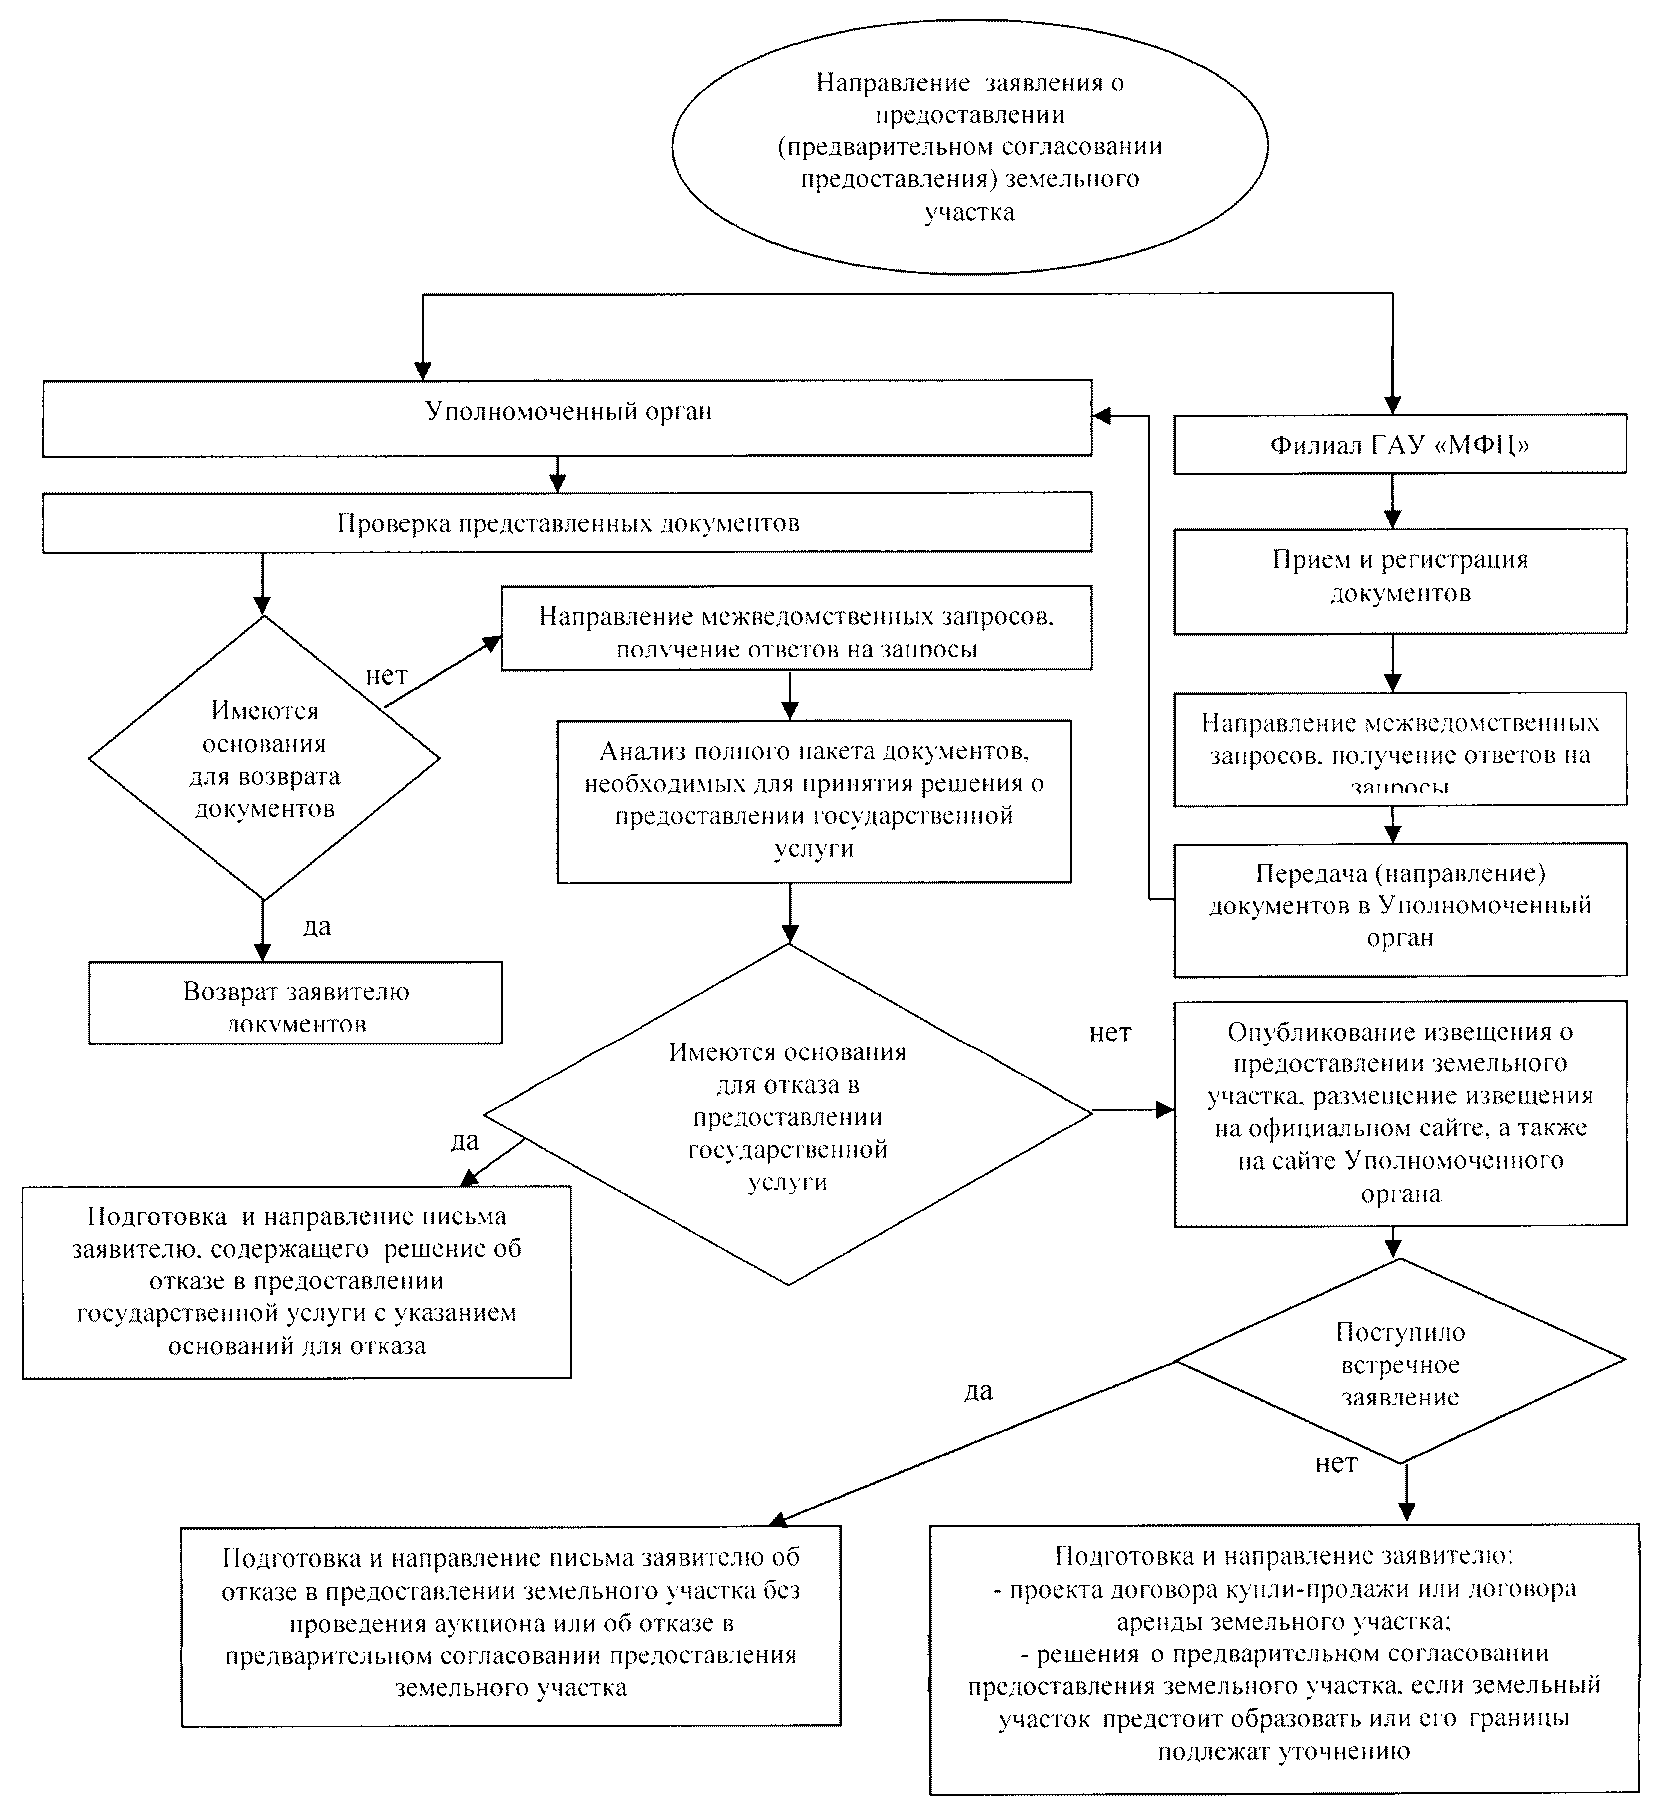 Направление заявления о
предоставлении
(предварительном согласовании
предоставления) земельного
участка
Уполномоченный орган
Филиал ГАУ «МФЦ»
Проверка представленных документов
Прием и регистрация
документов
Направление межведомственных запросов,
получение ответов на запросы
нет
Имеются
основания
для возврата
документов
Направление межведомственных
запросов, получение ответов на
запросы
Анализ полного пакета документов,
необходимых для принятия решения о
предоставлении государственной
услуги
Передача (направление)
документов в Уполномоченный
орган
да
Возврат заявителю
документов
Имеются основания
для отказа в
предоставлении
государственной
услуги
нет
Опубликование извещения о
предоставлении земельного
участка, размещение извещения
на официальном сайте, а также
на сайте Уполномоченного
органа
да
Подготовка и направление письма
заявителю, содержащего решение об
отказе в предоставлении
государственной услуги с указанием
оснований для отказа
Поступило
встречное
заявление
да
нет
Подготовка и направление письма заявителю об
отказе в предоставлении земельного участка без
проведения аукциона или об отказе в
предварительном согласовании предоставления
земельного участка
Подготовка и направление заявителю:
- проекта договора купли-продажи или договора
аренды земельного участка;
- решения о предварительном согласовании
предоставления земельного участка, если земельный
участок предстоит образовать или его границы
подлежат уточнению